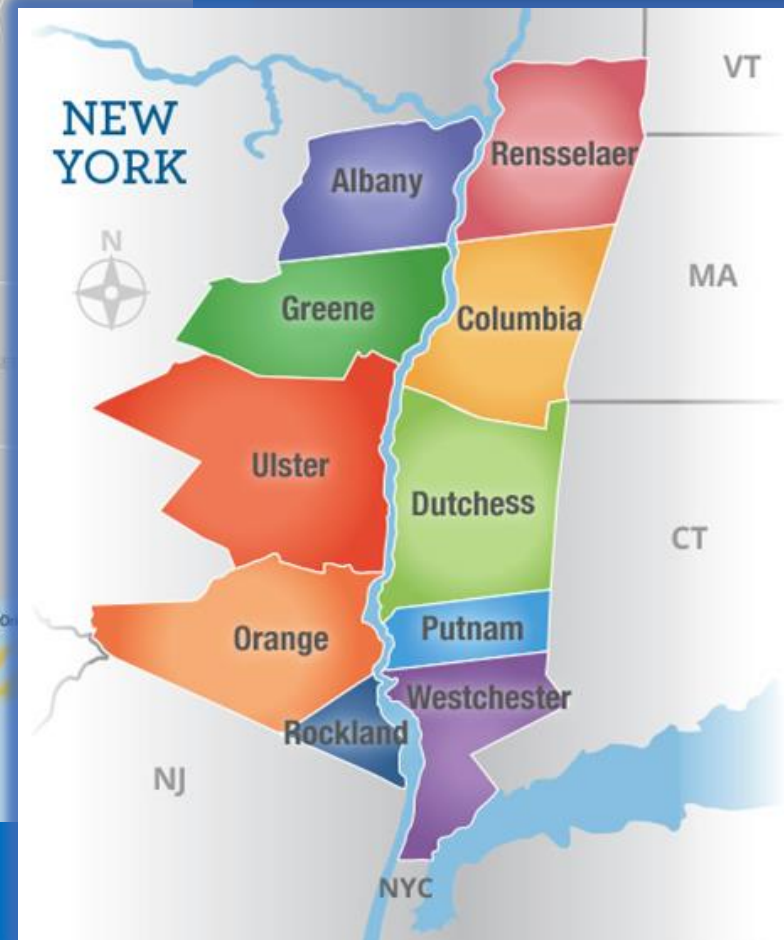 VT
NEW
YORK
Rensselaer
Albany
N
MA
Greene
Columbia
Ulster
Dutchess
CT
Putnam
Orange
Westchester
Rockland
NJ
NYC